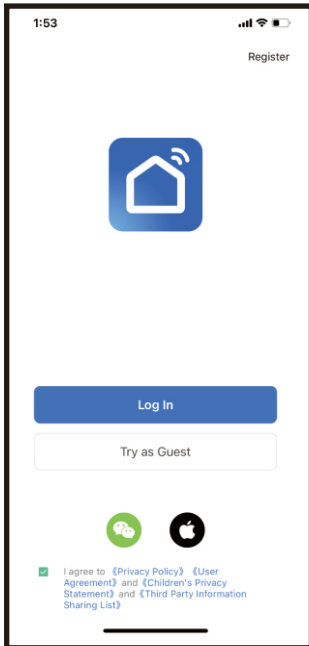 1:53
Register
Log In
Try as Guest
I agree to 《Privacy Policy》 《User
Agreement》 and 《Children's Privacy
Statement》 and 《Third Party Information
Sharing List》